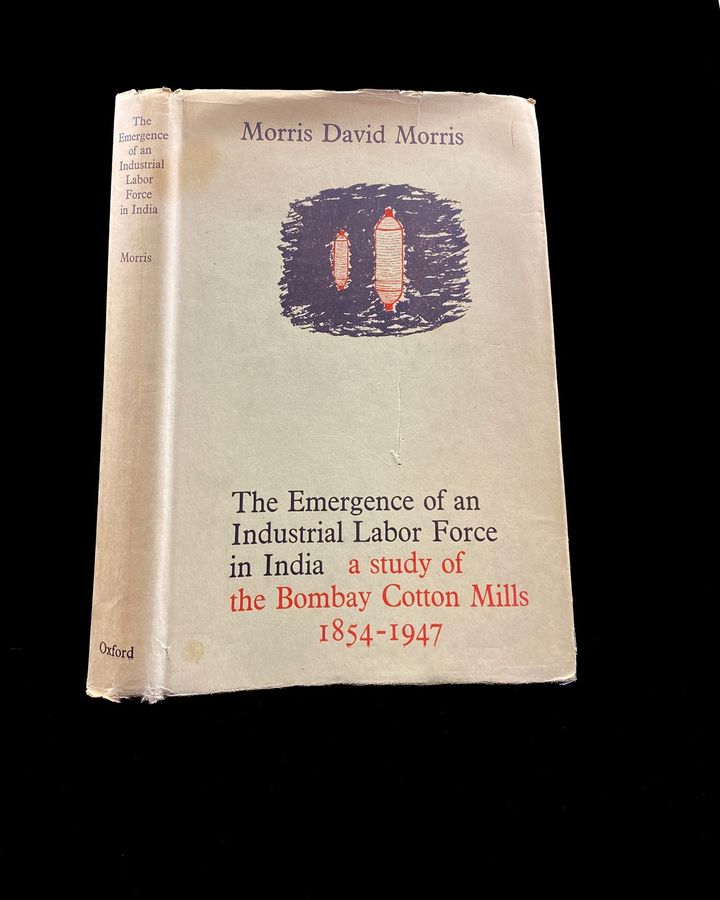 The
Emergence
of an
Industrial
Labor
Force
in India
Morris
Oxford
Morris David Morris
The Emergence of an
Industrial Labor Force
in India a study of
the Bombay Cotton Mills
1854-1947